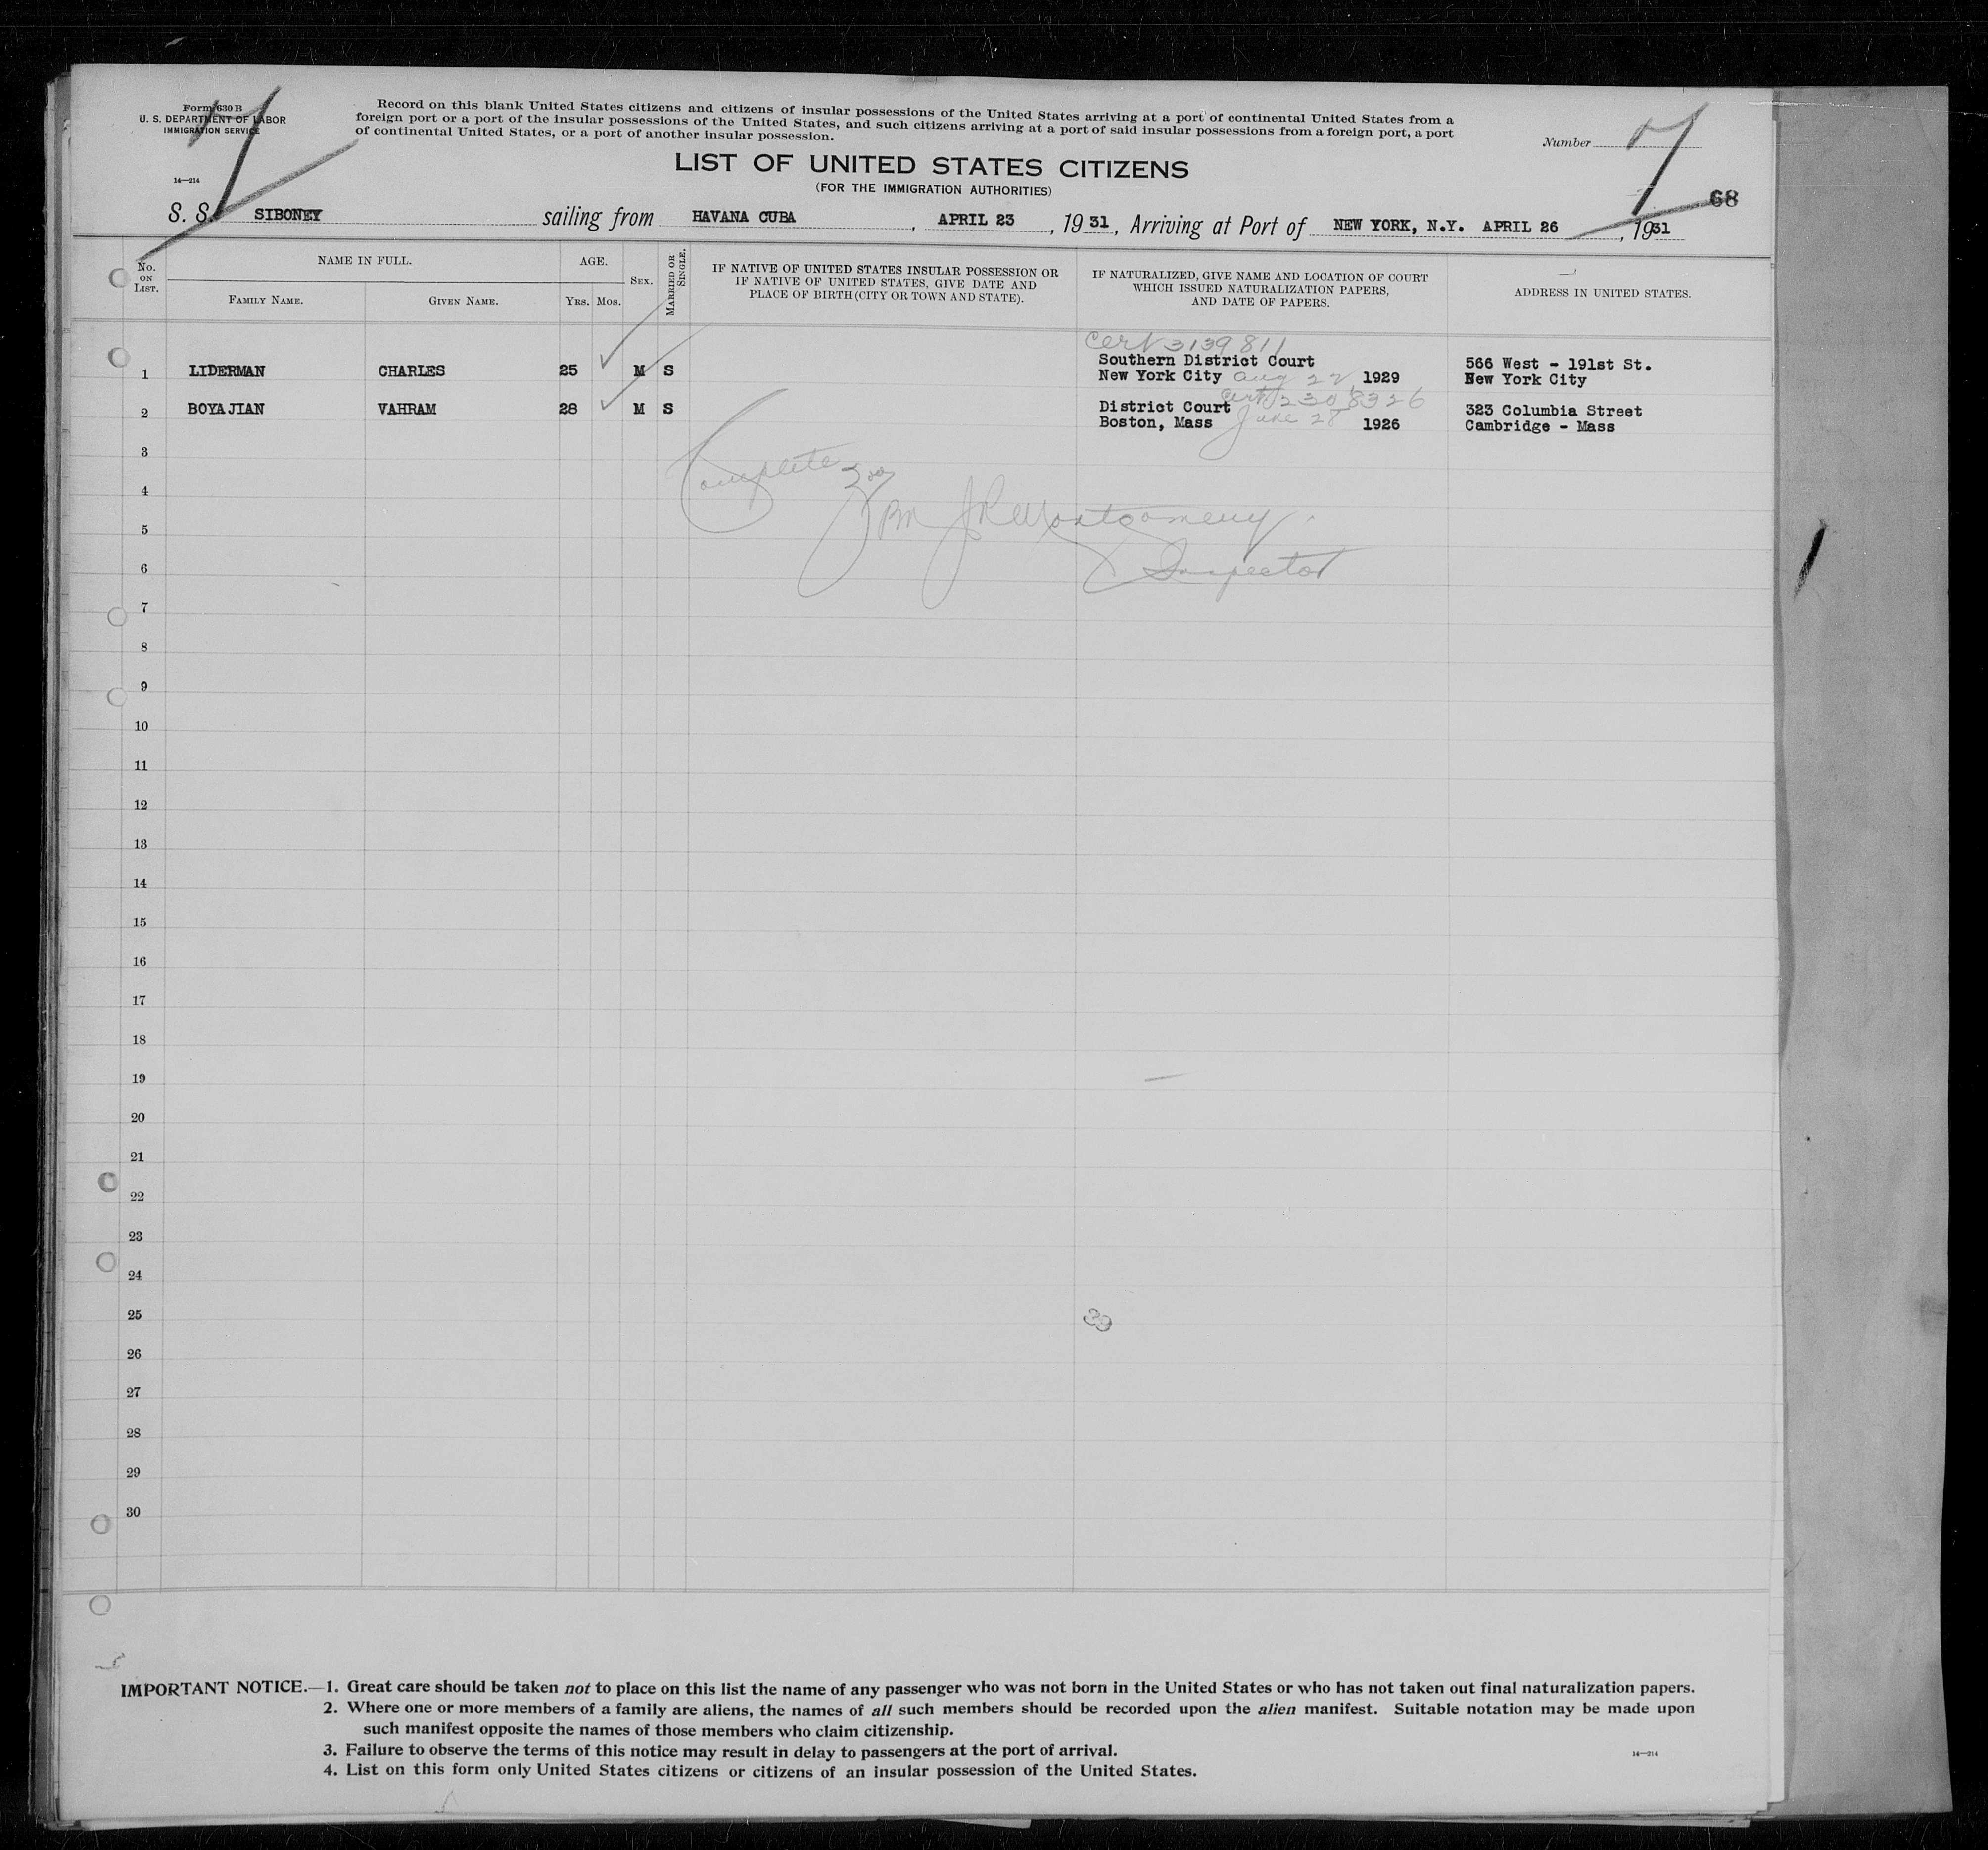 Form 630 B
U. S. DEPARTMENT OF LABOR
IMMIGRATION SERVICE
14—214
Record on this blank United States citizens and citizens of insular possessions of the United States arriving at a port of continental United States from a
foreign port or a port of the insular possessions of the United States, and such citizens arriving at a port of said insular possessions from a foreign port, a port
of continental United States, or a port of another insular possession.
Number 7
LIST OF UNITED STATES CITIZENS
(FOR THE IMMIGRATION AUTHORITIES)
68
S. S. SIBONEY sailing from HAVANA CUBA, APRIL 23, 1931, Arriving at Port of NEW YORK, N.Y. APRIL 26, 1931
No. ON LIST.
NAME IN FULL.
FAMILY NAME.
GIVEN NAME.
AGE.
YRS. MOS.
SEX.
MARRIED OR SINGLE.
IF NATIVE OF UNITED STATES INSULAR POSSESSION OR
IF NATIVE OF UNITED STATES, GIVE DATE AND
PLACE OF BIRTH (CITY OR TOWN AND STATE).
IF NATURALIZED, GIVE NAME AND LOCATION OF COURT
WHICH ISSUED NATURALIZATION PAPERS,
AND DATE OF PAPERS.
ADDRESS IN UNITED STATES.
Cert 3139811
1 LIDERMAN CHARLES 25 M S Southern District Court 566 West - 191st St.
New York City Aug 22 1929 New York City
Cert 2308326
2 BOYAJIAN VAHRAM 28 M S District Court 323 Columbia Street
Boston, Mass June 28 1926 Cambridge - Mass
3
Complete
4
PM J R Montgomery
5
Inspector
6
7
8
9
10
11
12
13
14
15
16
17
18
19
20
21
22
23
24
25
26
27
28
29
30
IMPORTANT NOTICE.—1. Great care should be taken not to place on this list the name of any passenger who was not born in the United States or who has not taken out final naturalization papers.
2. Where one or more members of a family are aliens, the names of all such members should be recorded upon the alien manifest. Suitable notation may be made upon
such manifest opposite the names of those members who claim citizenship.
3. Failure to observe the terms of this notice may result in delay to passengers at the port of arrival.
14—214
4. List on this form only United States citizens or citizens of an insular possession of the United States.